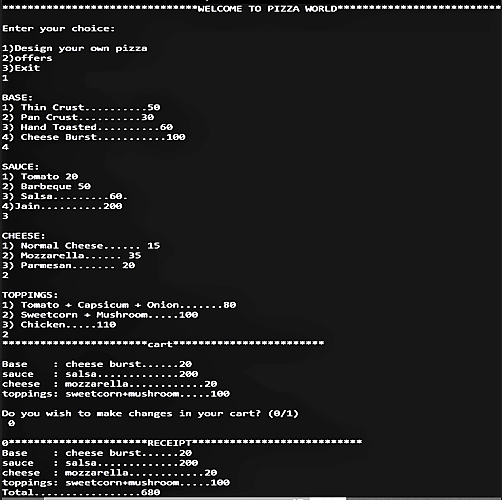 *******************************WELCOME TO PIZZA WORLD**************************
Enter your choice:
1)Design your own pizza
2)offers
3)Exit
1
BASE:
1) Thin Crust..........50
2) Pan Crust..........30
3) Hand Toasted..........60
4) Cheese Burst...........100
4
SAUCE:
1) Tomato 20
2) Barbeque 50
3) Salsa.........60.
4)Jain..........200
3
CHEESE:
1) Normal Cheese...... 15
2) Mozzarella...... 35
3) Parmesan....... 20
2
TOPPINGS:
1) Tomato + Capsicum + Onion.......80
2) Sweetcorn + Mushroom.....100
3) Chicken.....110
2
***********************cart************************
Base    : cheese burst......20
sauce   : salsa.............200
cheese  : mozzarella............20
toppings: sweetcorn+mushroom.....100
Do you wish to make changes in your cart? (0/1)
0
0**********************RECEIPT***************************
Base    : cheese burst......20
sauce   : salsa.............200
cheese  : mozzarella............20
toppings: sweetcorn+mushroom.....100
Total.................680